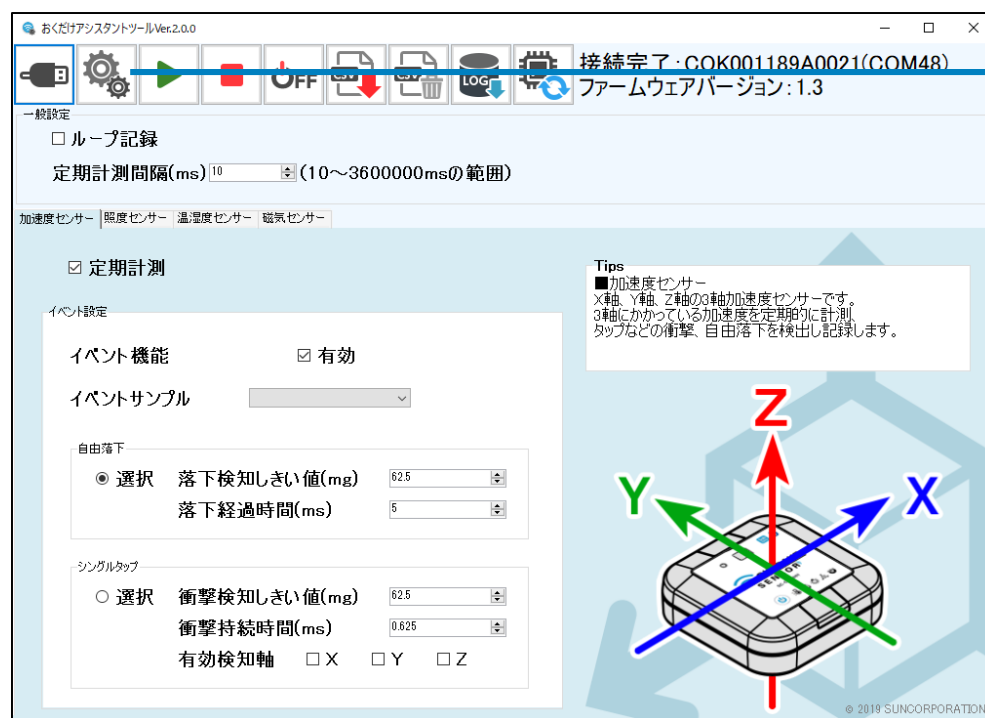 おくだけアシスタントツールVer.2.0.0
OFF CSV CSV LOG
接続完了:COK001189A0021(COM48)
ファームウェアバージョン:1.3
一般設定
ループ記録
定期計測間隔(ms) 10 (10～3600000msの範囲)
加速度センサー 照度センサー 温湿度センサー 磁気センサー
定期計測
Tips
■加速度センサー
X軸、Y軸、Z軸の3軸加速度センサーです。
3軸にかかっている加速度を定期的に計測、
タップなどの衝撃、自由落下を検出し記録します。
イベント設定
イベント機能 有効
イベントサンプル
自由落下
選択 落下検知しきい値(mg) 62.5
落下経過時間(ms) 5
シングルタップ
選択 衝撃検知しきい値(mg) 62.5
衝撃持続時間(ms) 0.625
有効検知軸 X Y Z
Z
Y
X
SENSOR
© 2019 SUNCORPORATION